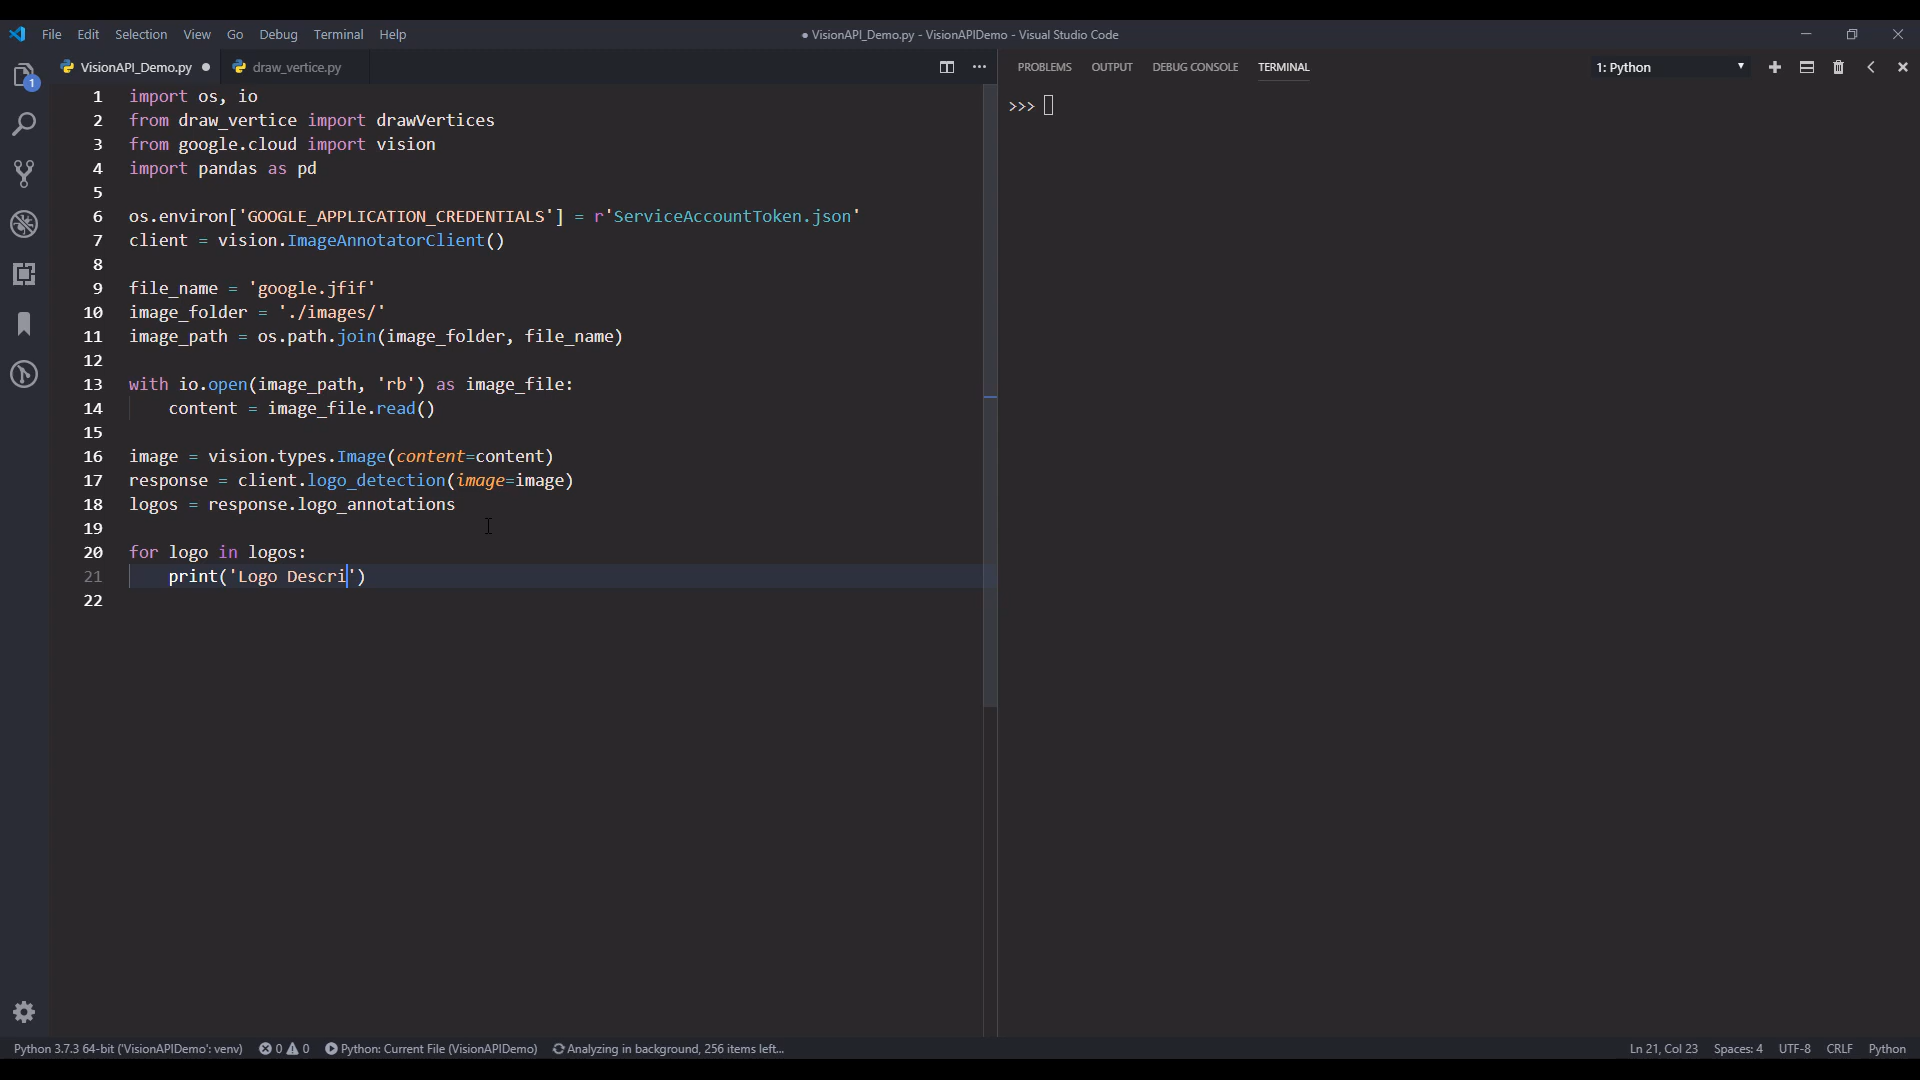 File Edit Selection View Go Debug Terminal Help
● VisionAPI_Demo.py - VisionAPIDemo - Visual Studio Code
VisionAPI_Demo.py ● draw_vertice.py
PROBLEMS OUTPUT DEBUG CONSOLE TERMINAL
1: Python
1
1 import os, io
2 from draw_vertice import drawVertices
3 from google.cloud import vision
4 import pandas as pd
5
6 os.environ['GOOGLE_APPLICATION_CREDENTIALS'] = r'ServiceAccountToken.json'
7 client = vision.ImageAnnotatorClient()
8
9 file_name = 'google.jfif'
10 image_folder = './images/'
11 image_path = os.path.join(image_folder, file_name)
12
13 with io.open(image_path, 'rb') as image_file:
14     content = image_file.read()
15
16 image = vision.types.Image(content=content)
17 response = client.logo_detection(image=image)
18 logos = response.logo_annotations
19
20 for logo in logos:
21     print('Logo Descri')
22
>>>
Python 3.7.3 64-bit ('VisionAPIDemo': venv) 0 0 Python: Current File (VisionAPIDemo) Analyzing in background, 256 items left...
Ln 21, Col 23 Spaces: 4 UTF-8 CRLF Python